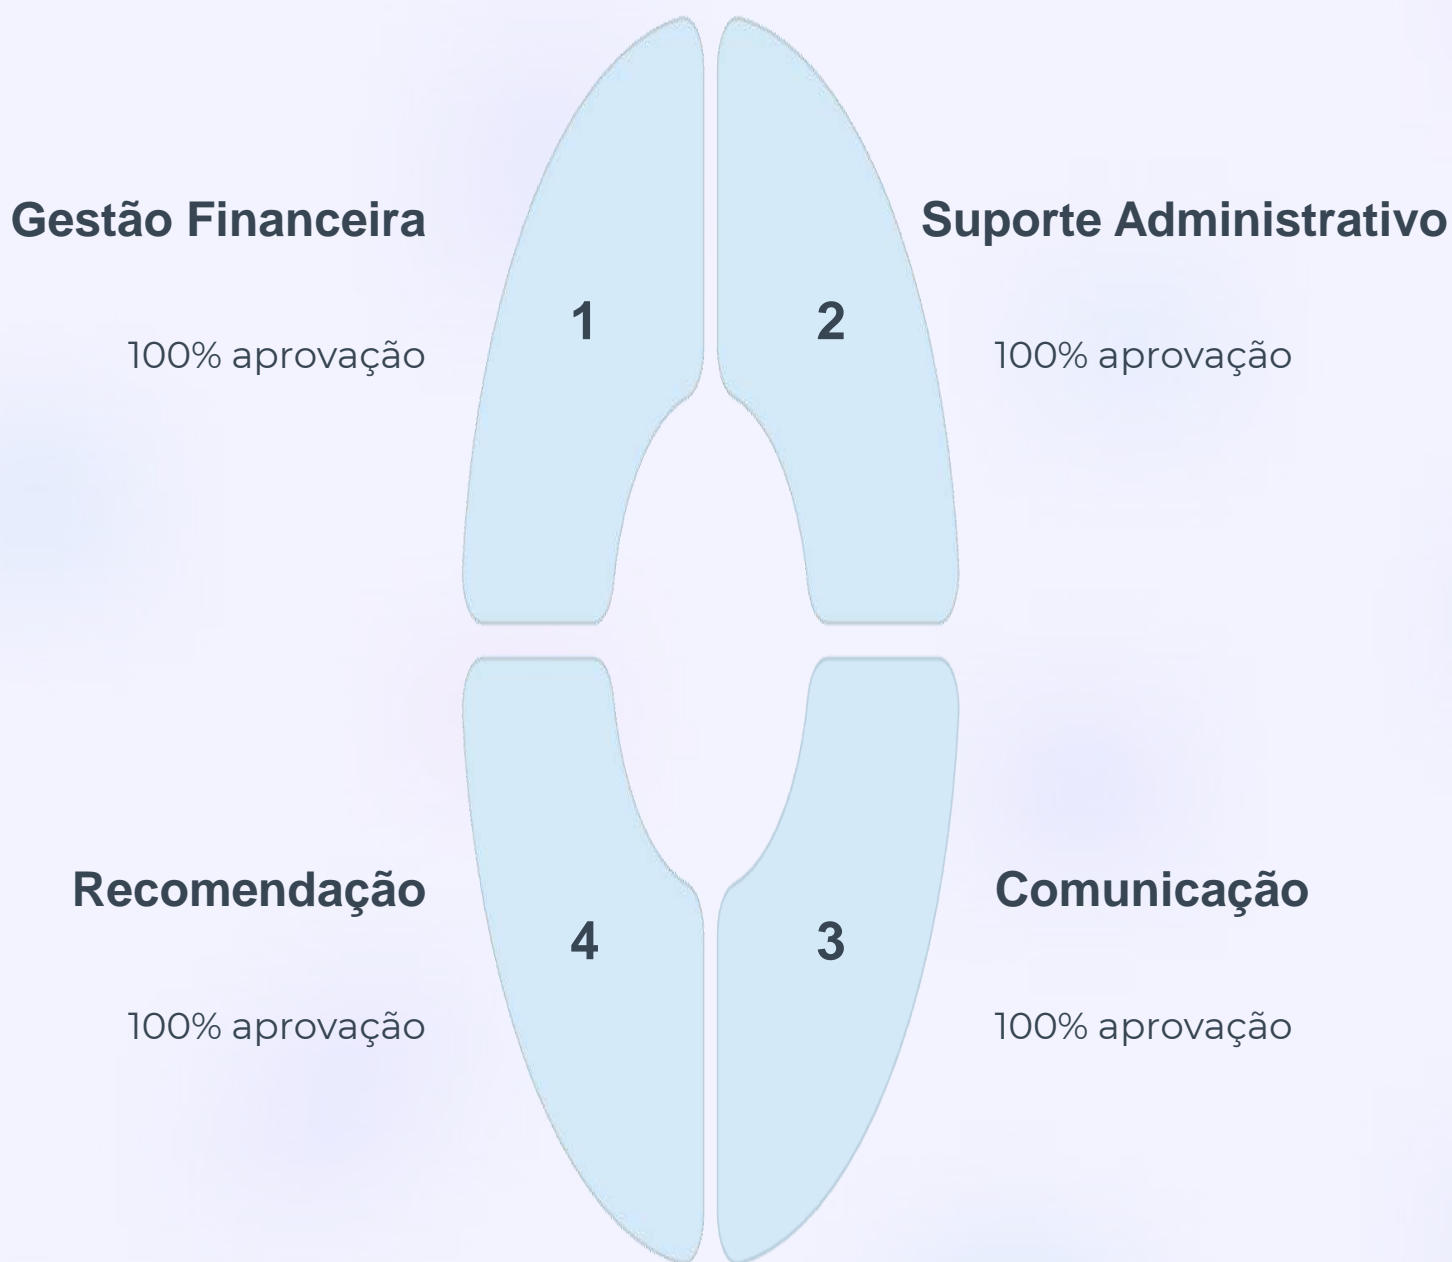 Gestão Financeira
100% aprovação
1
2
Suporte Administrativo
100% aprovação
Recomendação
100% aprovação
4
3
Comunicação
100% aprovação